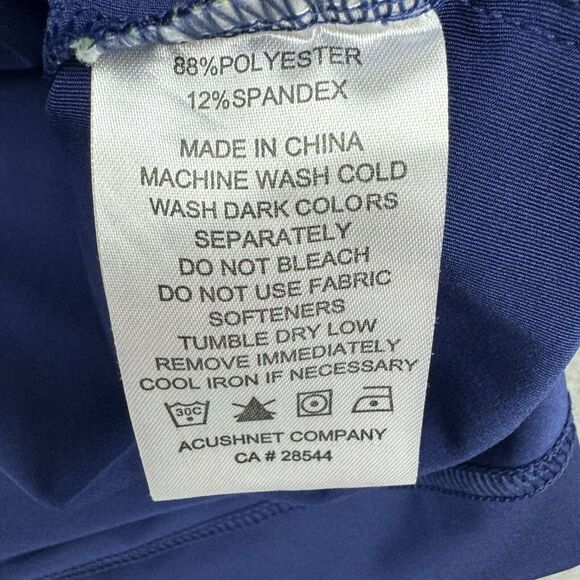 88%POLYESTER
12%SPANDEX
MADE IN CHINA
MACHINE WASH COLD
WASH DARK COLORS
SEPARATELY
DO NOT BLEACH
DO NOT USE FABRIC
SOFTENERS
TUMBLE DRY LOW
REMOVE IMMEDIATELY
COOL IRON IF NECESSARY
30C
ACUSHNET COMPANY
CA # 28544